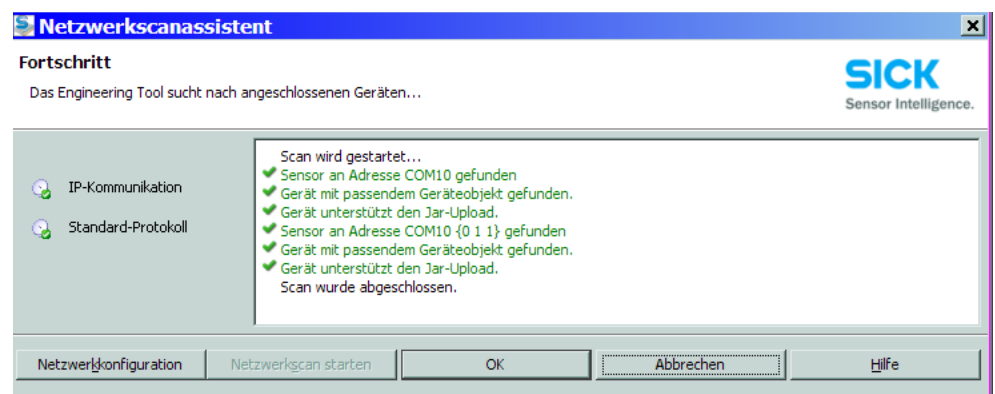 Netzwerkscanassistent
Fortschritt
Das Engineering Tool sucht nach angeschlossenen Geräten...
SICK
Sensor Intelligence.
IP-Kommunikation
Standard-Protokoll
Scan wird gestartet...
Sensor an Adresse COM10 gefunden
Gerät mit passendem Geräteobjekt gefunden.
Gerät unterstützt den Jar-Upload.
Sensor an Adresse COM10 {0 1 1} gefunden
Gerät mit passendem Geräteobjekt gefunden.
Gerät unterstützt den Jar-Upload.
Scan wurde abgeschlossen.
Netzwerkkonfiguration
Netzwerkscan starten
OK
Abbrechen
Hilfe